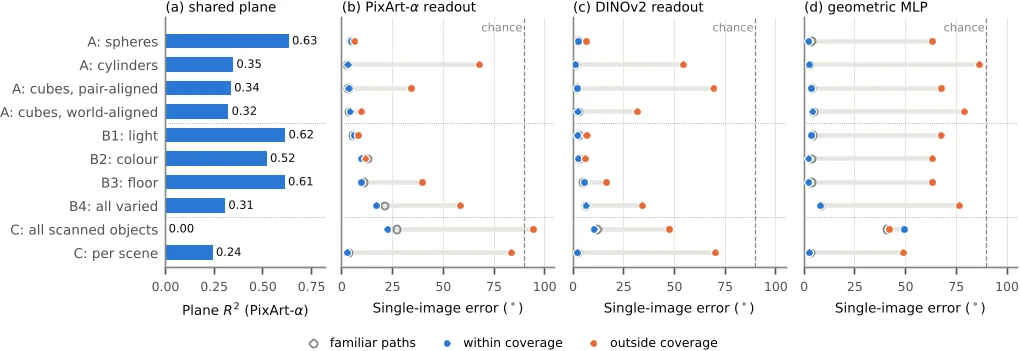 (a) shared plane
(b) PixArt-α readout
(c) DINOv2 readout
(d) geometric MLP
chance
chance
chance
A: spheres
0.63
A: cylinders
0.35
A: cubes, pair-aligned
0.34
A: cubes, world-aligned
0.32
B1: light
0.62
B2: colour
0.52
B3: floor
0.61
B4: all varied
0.31
C: all scanned objects
0.00
C: per scene
0.24
0.00 0.25 0.50 0.75
0 25 50 75 100
0 25 50 75 100
0 25 50 75 100
Plane R² (PixArt-α)
Single-image error (°)
Single-image error (°)
Single-image error (°)
familiar paths
within coverage
outside coverage